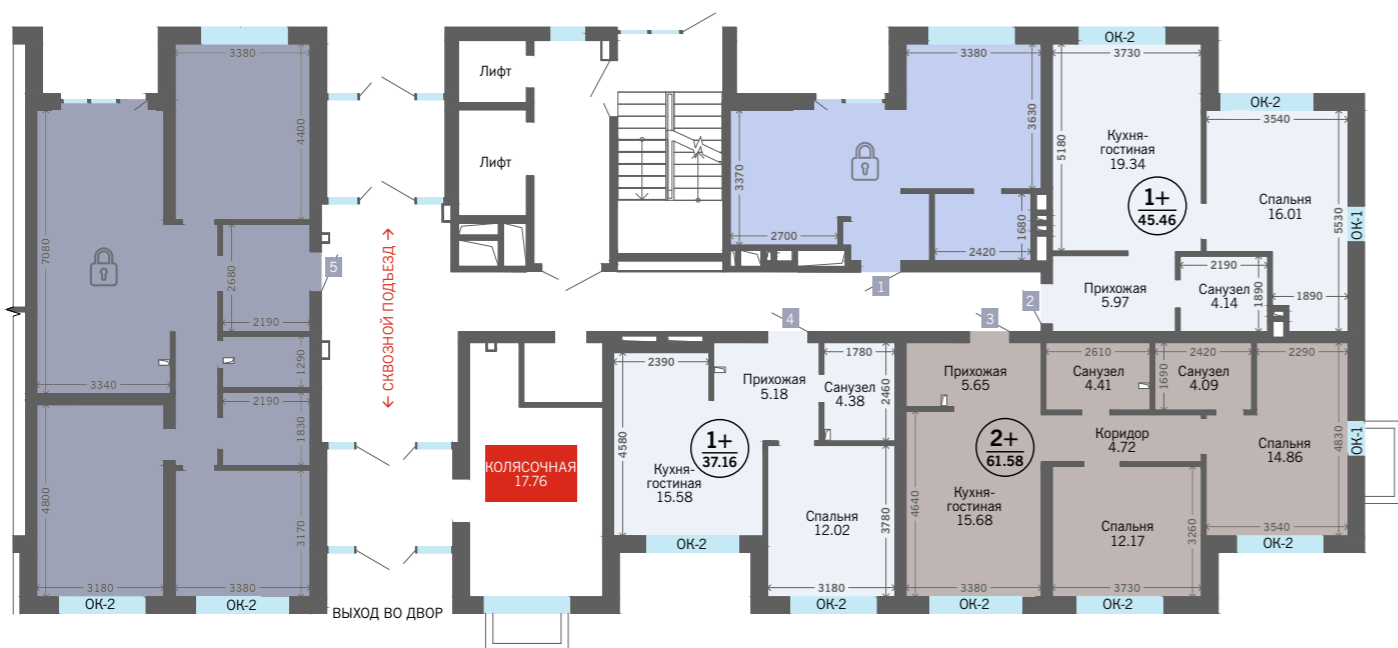 ОК-2
3380
3380
3730
Лифт
ОК-2
3540
4400
3630
5180
Кухня-
гостиная
19.34
7080
Лифт
3370
1+
45.46
Спальня
16.01
5530
ОК-1
2680
← СКВОЗНОЙ ПОДЪЕЗД →
2700
2420
1680
5
2190
1
2
Прихожая
5.97
2190
Санузел
4.14
1890
1890
4
3
3340
1290
2190
1830
2390
Прихожая
5.18
1780
Санузел
4.38
2460
Прихожая
5.65
2610
Санузел
4.41
1690
2420
Санузел
4.09
2290
4580
1+
37.16
2+
61.58
Коридор
4.72
Спальня
14.86
4830
ОК-1
КОЛЯСОЧНАЯ
17.76
Кухня-
гостиная
15.58
4800
3170
Спальня
12.02
3780
4640
Кухня-
гостиная
15.68
Спальня
12.17
3260
3540
ОК-2
ОК-2
3180
3380
3180
3380
3730
ОК-2
ОК-2
ОК-2
ОК-2
ОК-2
ВЫХОД ВО ДВОР